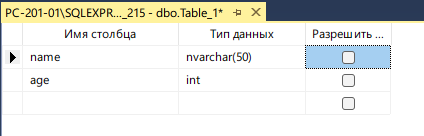 PC-201-01\SQLEXPR..._215 - dbo.Table_1*
Имя столбца Тип данных Разрешить ...
name nvarchar(50)
age int